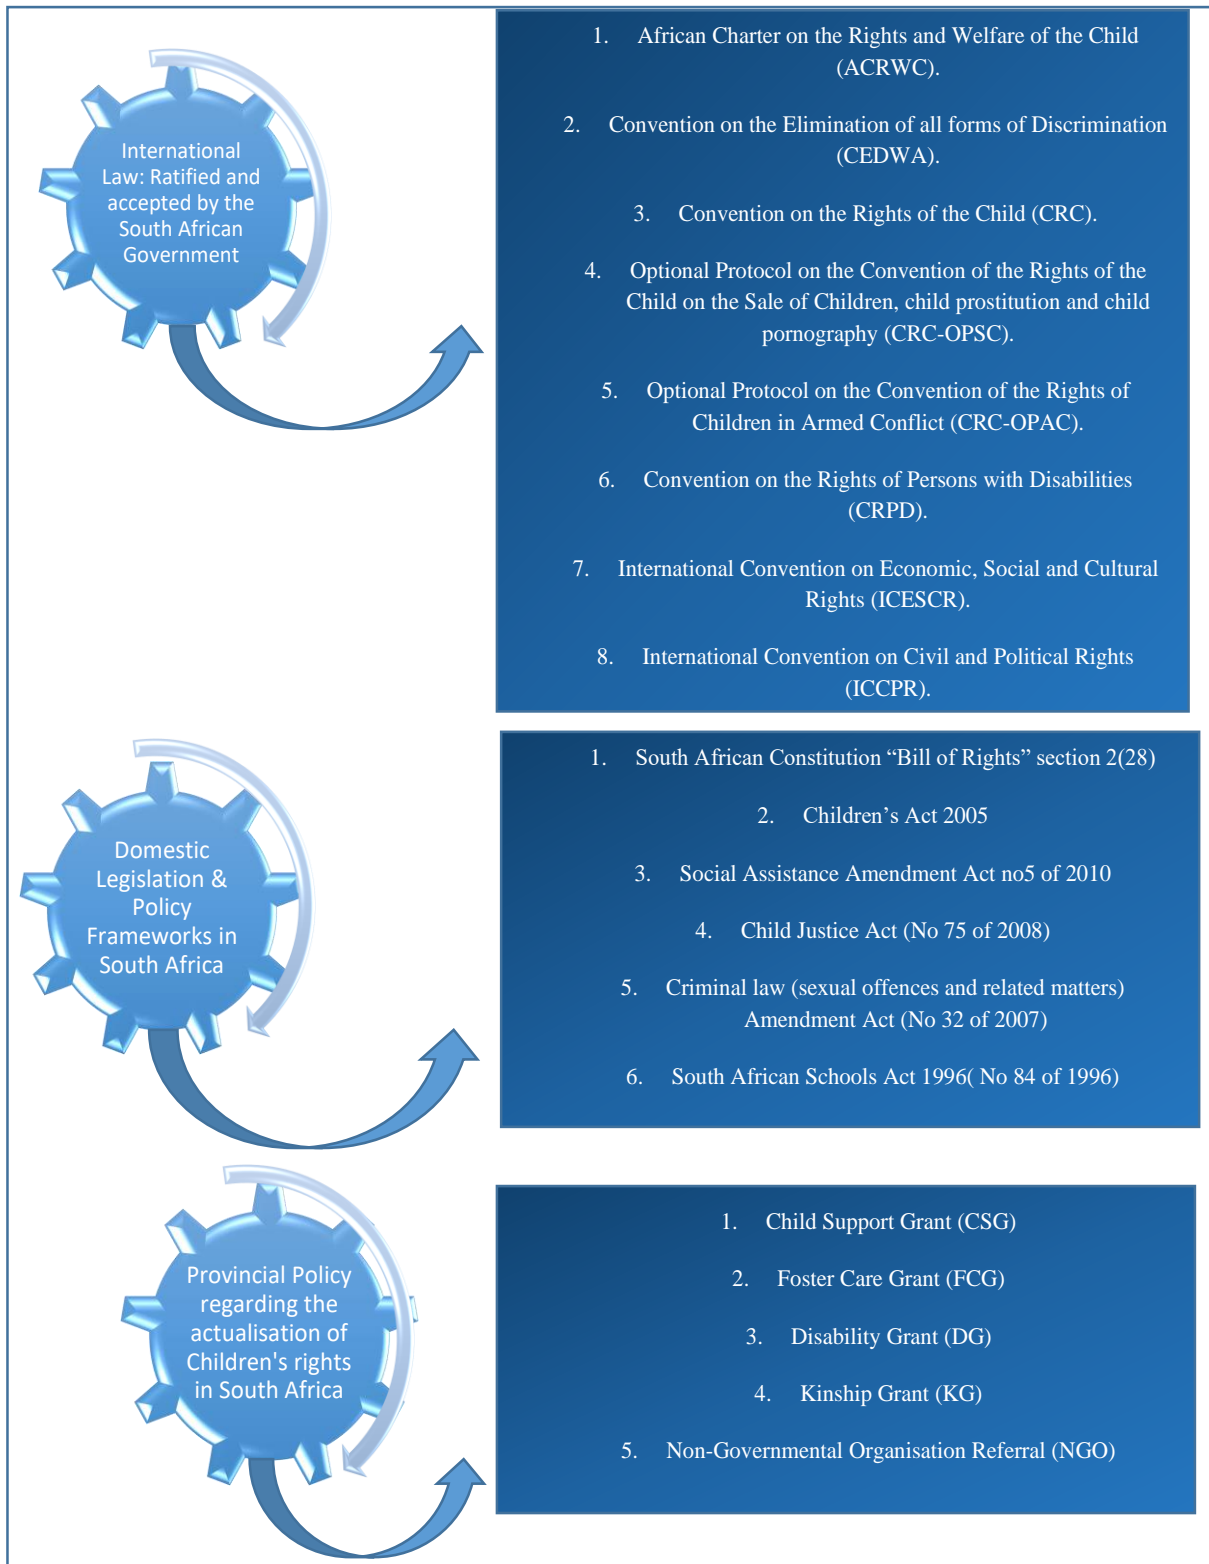 International
Law: Ratified and
accepted by the
South African
Government
1. African Charter on the Rights and Welfare of the Child
(ACRWC).
2. Convention on the Elimination of all forms of Discrimination
(CEDWA).
3. Convention on the Rights of the Child (CRC).
4. Optional Protocol on the Convention of the Rights of the
Child on the Sale of Children, child prostitution and child
pornography (CRC-OPSC).
5. Optional Protocol on the Convention of the Rights of
Children in Armed Conflict (CRC-OPAC).
6. Convention on the Rights of Persons with Disabilities
(CRPD).
7. International Convention on Economic, Social and Cultural
Rights (ICESCR).
8. International Convention on Civil and Political Rights
(ICCPR).
Domestic
Legislation &
Policy
Frameworks in
South Africa
1. South African Constitution “Bill of Rights” section 2(28)
2. Children’s Act 2005
3. Social Assistance Amendment Act no5 of 2010
4. Child Justice Act (No 75 of 2008)
5. Criminal law (sexual offences and related matters)
Amendment Act (No 32 of 2007)
6. South African Schools Act 1996( No 84 of 1996)
Provincial Policy
regarding the
actualisation of
Children's rights
in South Africa
1. Child Support Grant (CSG)
2. Foster Care Grant (FCG)
3. Disability Grant (DG)
4. Kinship Grant (KG)
5. Non-Governmental Organisation Referral (NGO)